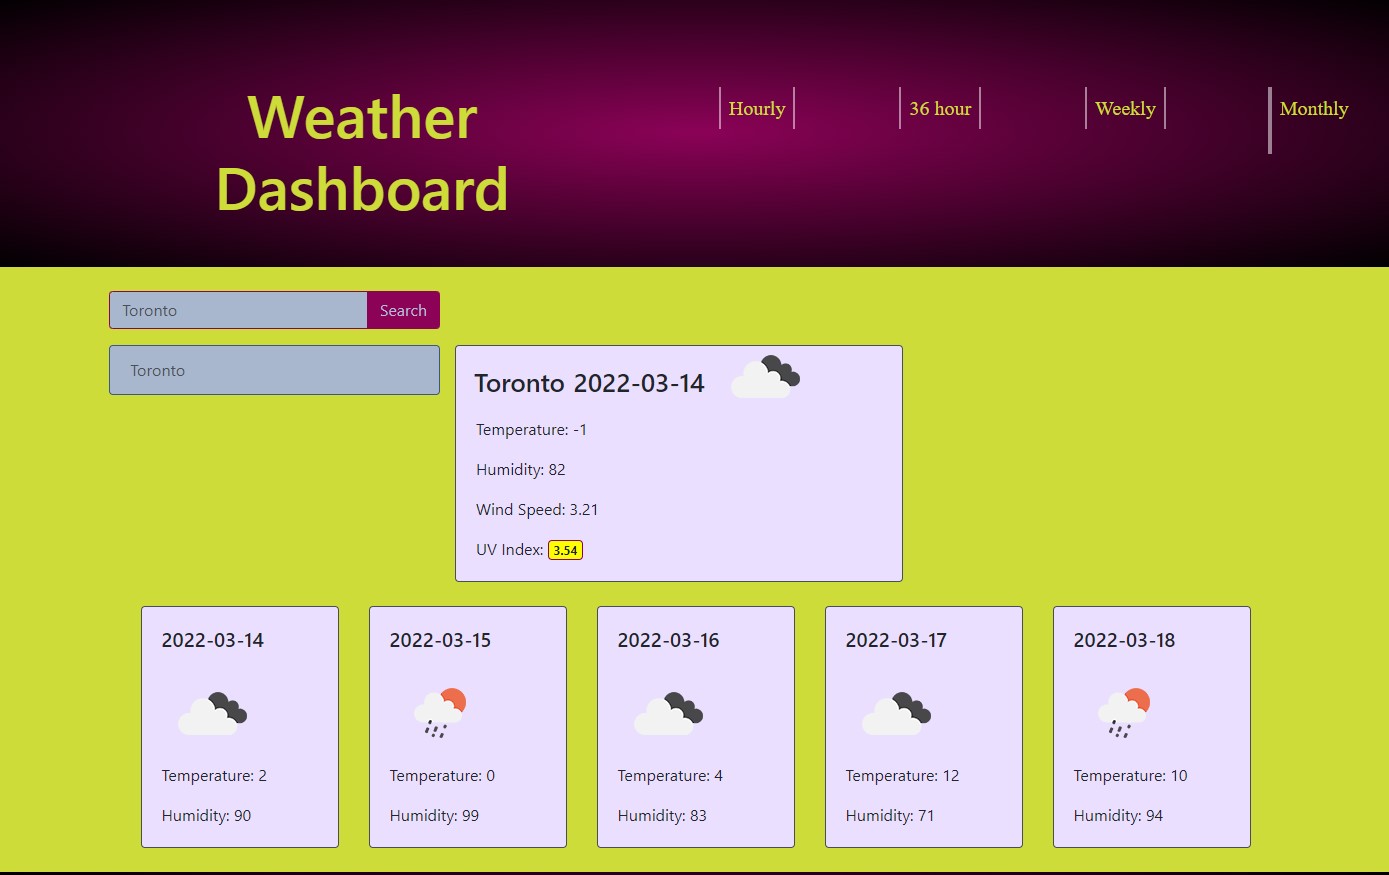 Weather
Dashboard
Hourly
36 hour
Weekly
Monthly
Toronto
Search
Toronto
Toronto 2022-03-14
Temperature: -1
Humidity: 82
Wind Speed: 3.21
UV Index: 3.54
2022-03-14
Temperature: 2
Humidity: 90
2022-03-15
Temperature: 0
Humidity: 99
2022-03-16
Temperature: 4
Humidity: 83
2022-03-17
Temperature: 12
Humidity: 71
2022-03-18
Temperature: 10
Humidity: 94